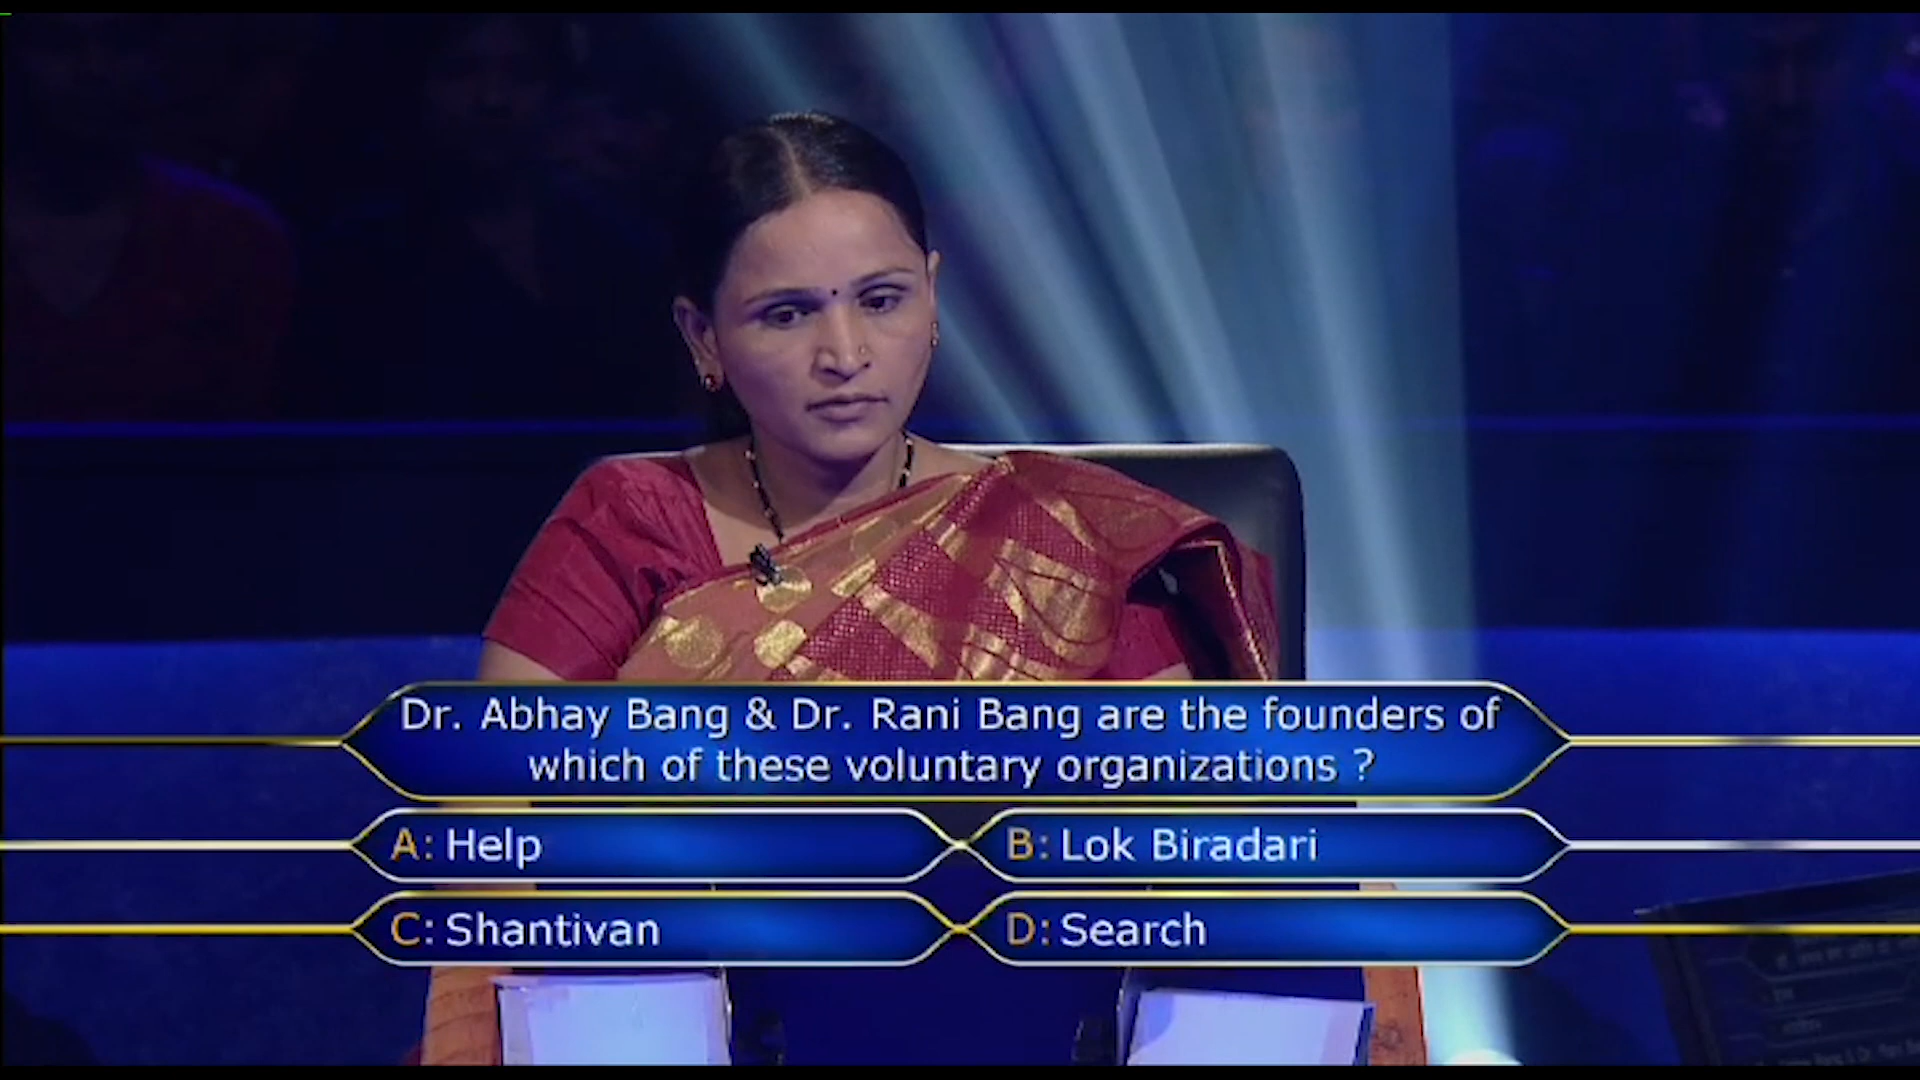 Dr. Abhay Bang & Dr. Rani Bang are the founders of
which of these voluntary organizations ?
A: Help
B: Lok Biradari
C: Shantivan
D: Search